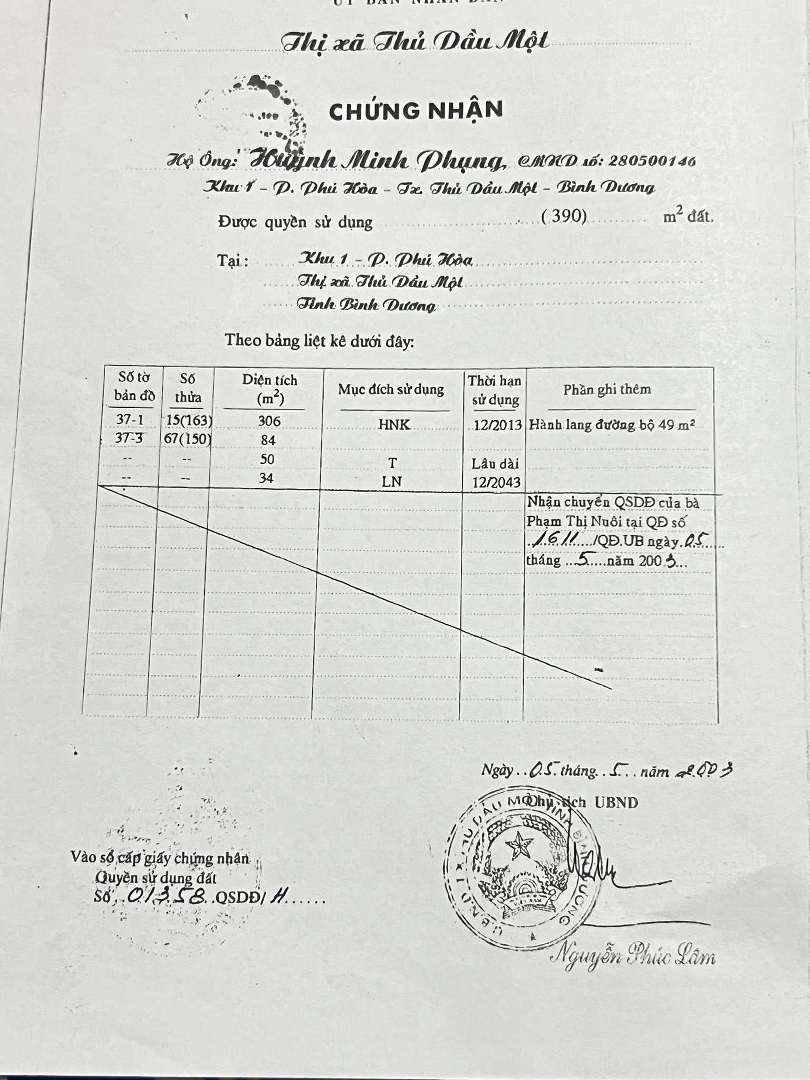 ỦY BAN NHÂN DÂN
Thị xã Thủ Dầu Một
CHỨNG NHẬN
Hộ Ông: Huỳnh Minh Phụng, CMND số: 280500146
Khu 1 - P. Phú Hòa - Tx. Thủ Dầu Một - Bình Dương
Được quyền sử dụng (390) m² đất.
Tại: Khu 1 - P. Phú Hòa
Thị xã Thủ Dầu Một
Tỉnh Bình Dương
Theo bảng liệt kê dưới đây:
Số tờ bản đồ Số thửa Diện tích (m²) Mục đích sử dụng Thời hạn sử dụng Phần ghi thêm
37-1 15(163) 306 HNK 12/2013 Hành lang đường bộ 49 m²
37-3 67(150) 84
-- -- 50 T Lâu dài
-- -- 34 LN 12/2043
Nhận chuyển QSDĐ của bà
Phạm Thị Nuôi tại QĐ số
1611/QĐ.UB ngày 05
tháng 5 năm 2003
Ngày 05 tháng 5 năm 2003
Chủ tịch UBND
Vào sổ cấp giấy chứng nhận
Quyền sử dụng đất
Số 01358 QSDĐ/H
Nguyễn Phúc Lâm